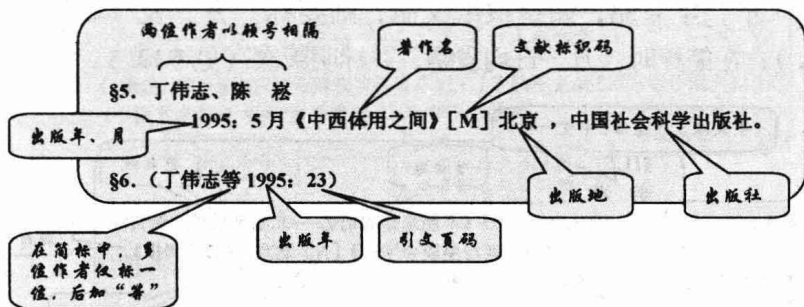 两位作者以顿号相隔
著作名
文献标识码
§5. 丁伟志、陈 崧
1995：5 月《中西体用之间》[M] 北京 ，中国社会科学出版社。
出版年、月
§6.（丁伟志等 1995：23）
出版地
出版社
在简标中，多
位作者仅标一
位，后加“等”
出版年
引文页码